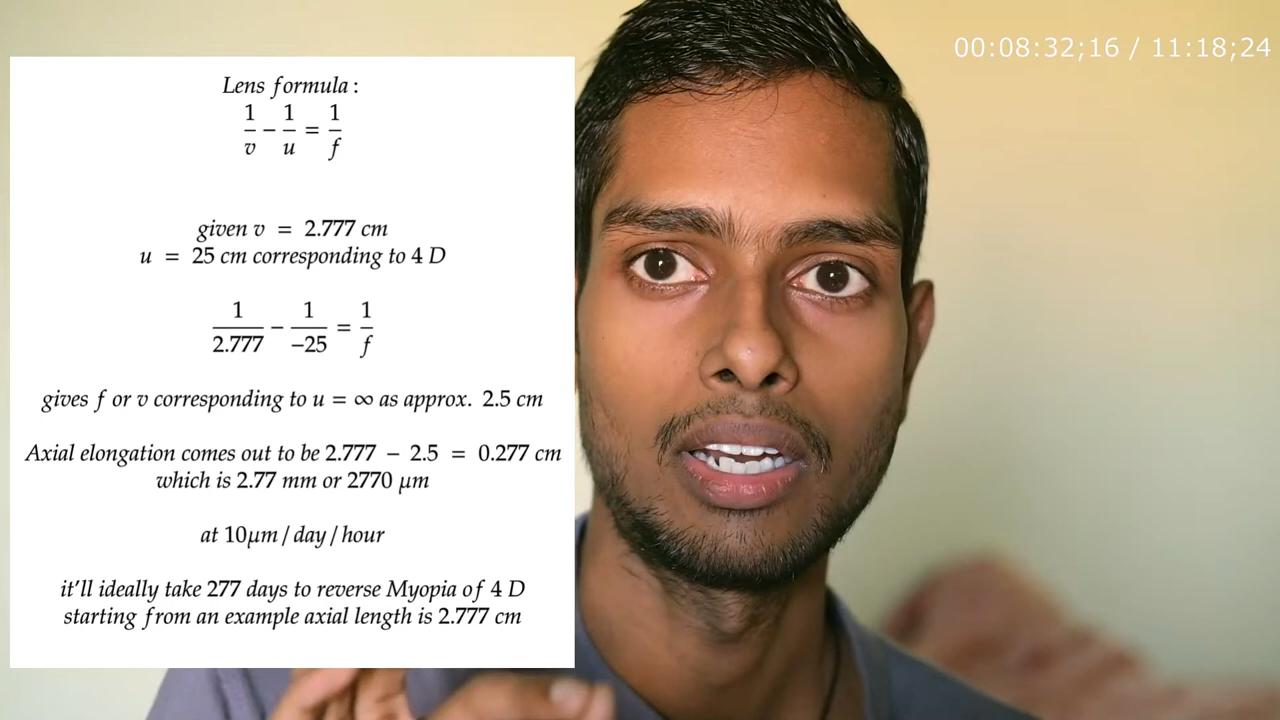 00:08:32;16 / 11:18;24
Lens formula :
1/v − 1/u = 1/f
given v = 2.777 cm
u = 25 cm corresponding to 4 D
1/2.777 − 1/−25 = 1/f
gives f or v corresponding to u = ∞ as approx. 2.5 cm
Axial elongation comes out to be 2.777 − 2.5 = 0.277 cm
which is 2.77 mm or 2770 μm
at 10μm / day / hour
it'll ideally take 277 days to reverse Myopia of 4 D
starting from an example axial length is 2.777 cm